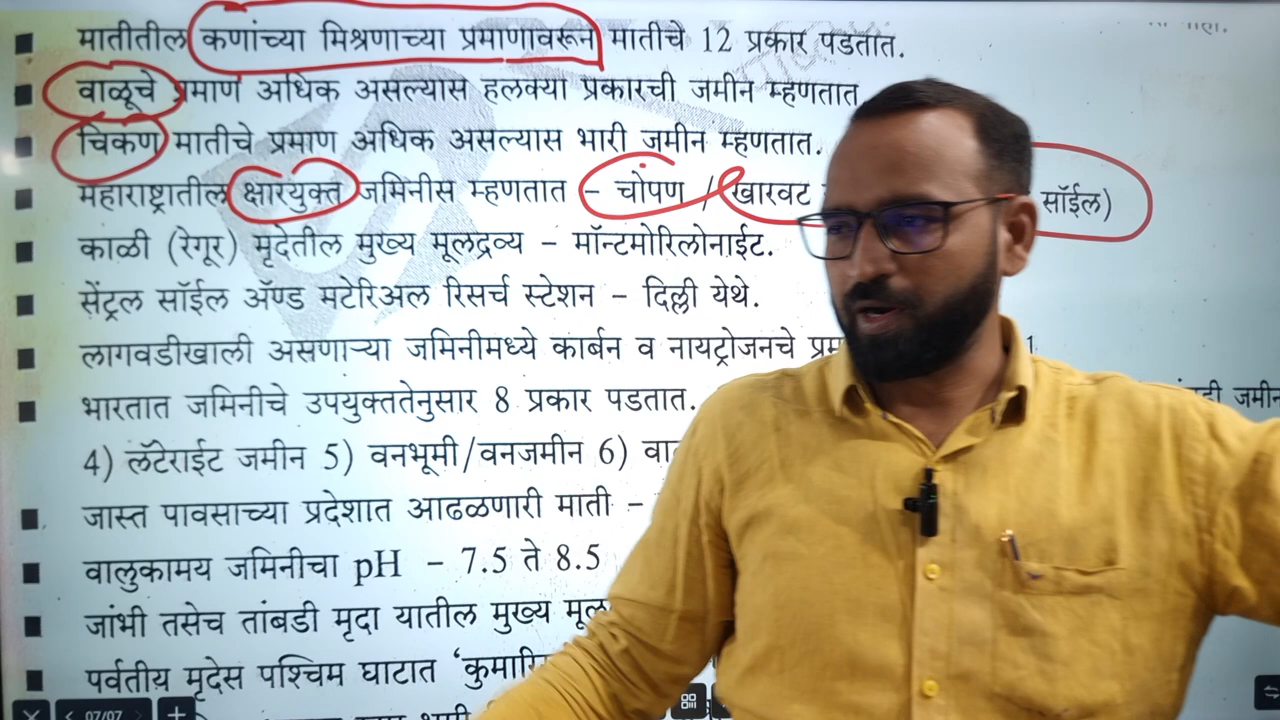 मातीतील कणांच्या मिश्रणाच्या प्रमाणावरून मातीचे 12 प्रकार पडतात.
वाळूचे प्रमाण अधिक असल्यास हलक्या प्रकारची जमीन म्हणतात
चिकण मातीचे प्रमाण अधिक असल्यास भारी जमीन म्हणतात.
महाराष्ट्रातील क्षारयुक्त जमिनीस म्हणतात – चोपण / खारवट सॉईल)
काळी (रेगूर) मृदेतील मुख्य मूलद्रव्य – मॉन्टमोरिलोनाईट.
सेंट्रल सॉईल ॲण्ड मटेरिअल रिसर्च स्टेशन – दिल्ली येथे.
लागवडीखाली असणाऱ्या जमिनीमध्ये कार्बन व नायट्रोजनचे
भारतात जमिनीचे उपयुक्ततेनुसार 8 प्रकार पडतात.
4) लॅटेराईट जमीन 5) वनभूमी/वनजमीन 6)
जास्त पावसाच्या प्रदेशात आढळणारी माती –
वालुकामय जमिनीचा pH – 7.5 ते 8.5
जांभी तसेच तांबडी मृदा यातील मुख्य
पर्वतीय मृदेस पश्चिम घाटात
07/07